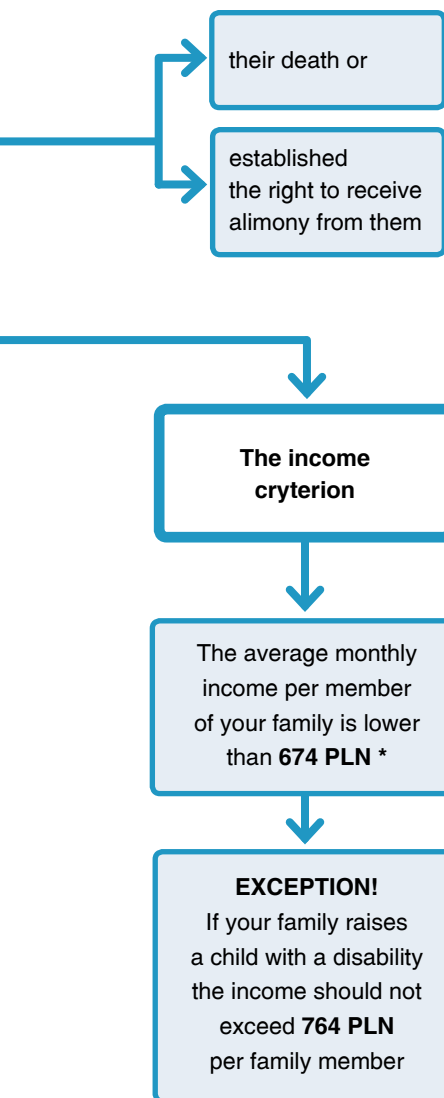 their death or
established
the right to receive
alimony from them
The income
cryterion
The average monthly
income per member
of your family is lower
than 674 PLN *
EXCEPTION!
If your family raises
a child with a disability
the income should not
exceed 764 PLN
per family member